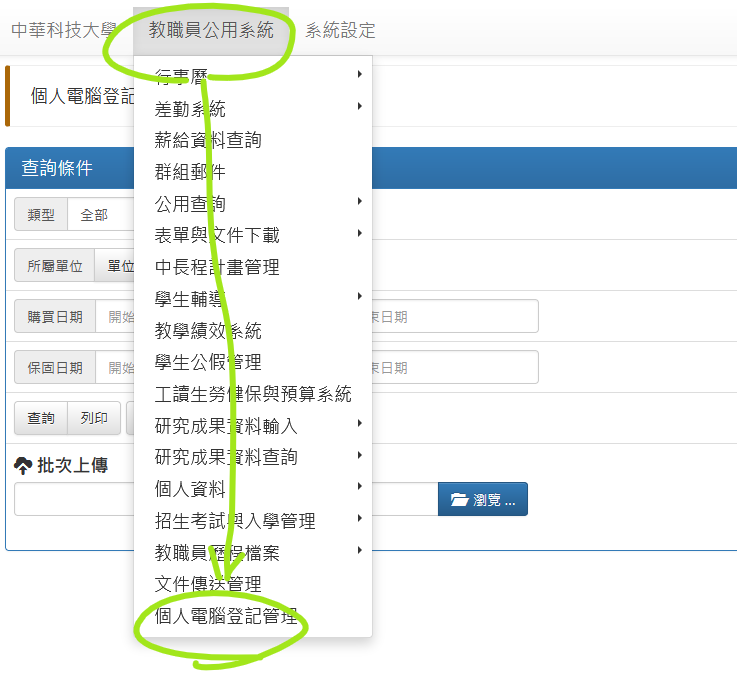 中華科技大學 教職員公用系統 系統設定
行事曆
個人電腦登記
差勤系統
薪給資料查詢
查詢條件
群組郵件
類型 全部
公用查詢
表單與文件下載
所屬單位 單位
中長程計畫管理
學生輔導
購買日期 開始 束日期
教學績效系統
學生公假管理
保固日期 開始 束日期
工讀生勞健保與預算系統
查詢 列印
研究成果資料輸入
研究成果資料查詢
批次上傳
個人資料
瀏覽 ...
招生考試與入學管理
教職員歷程檔案
文件傳送管理
個人電腦登記管理